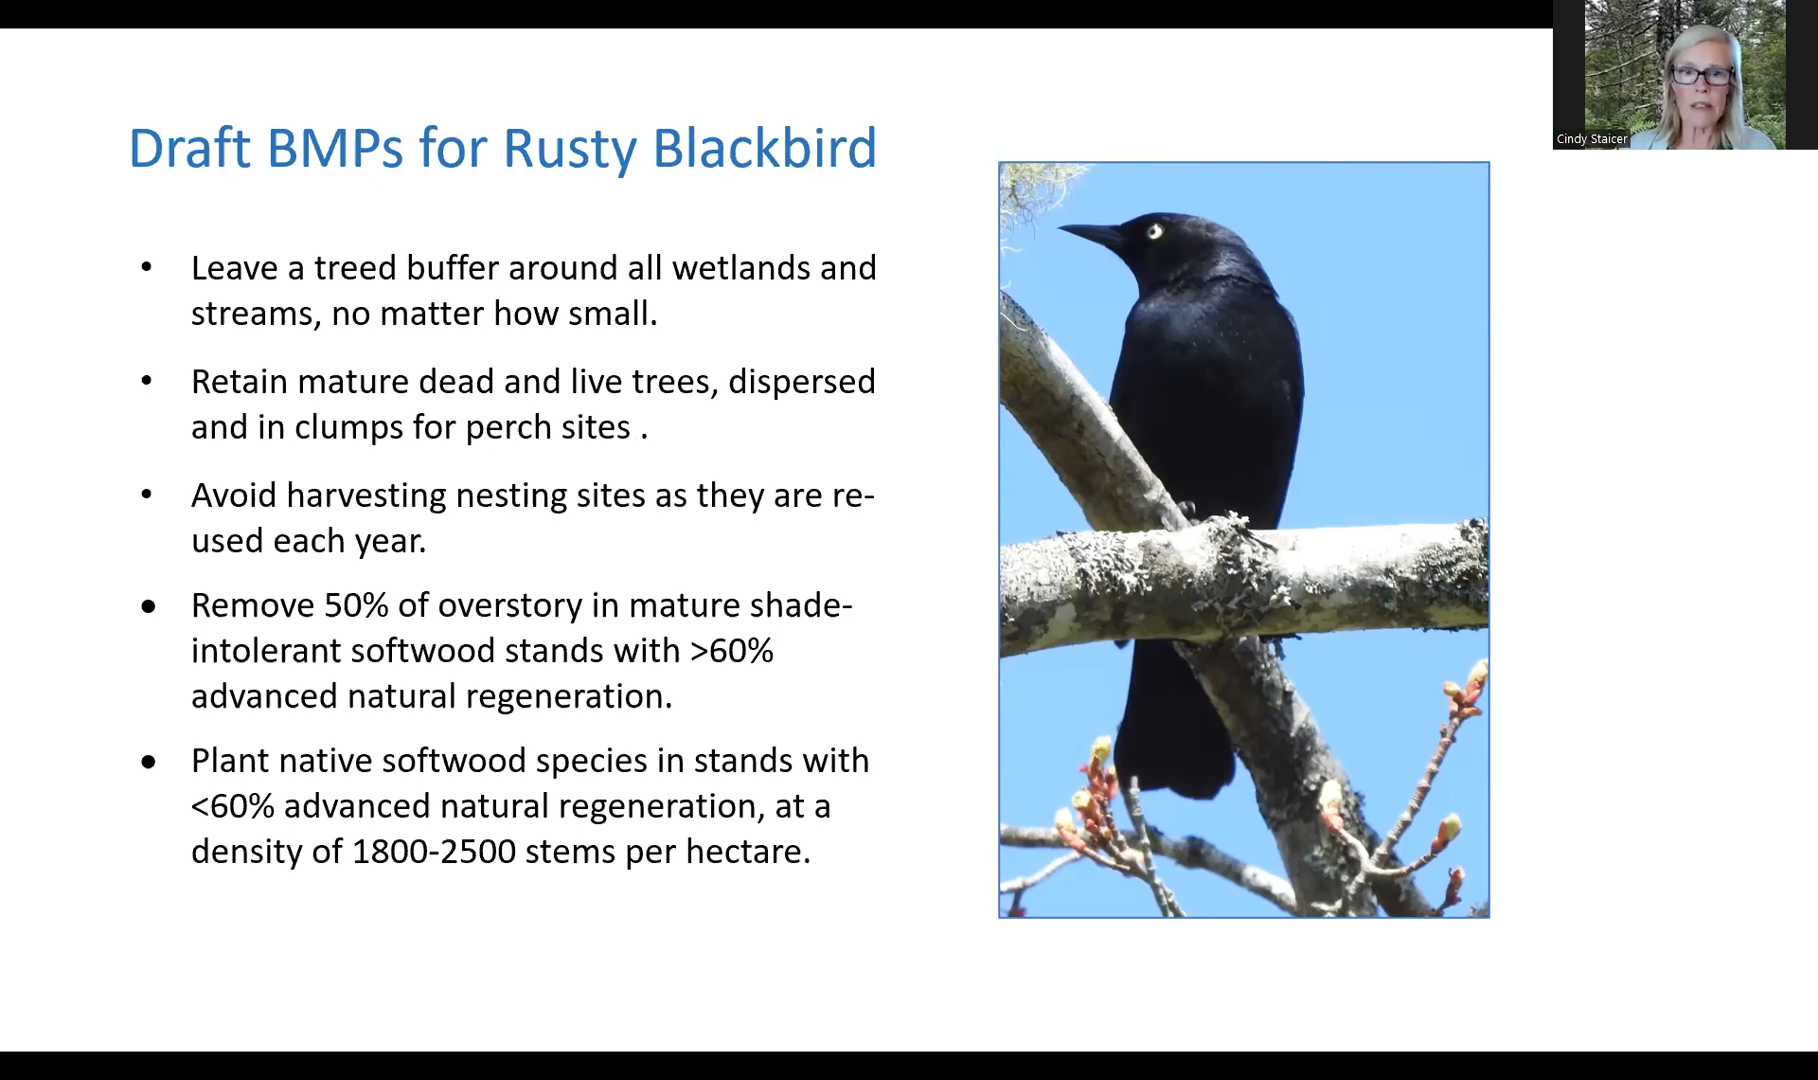 Cindy Staicer
Draft BMPs for Rusty Blackbird
• Leave a treed buffer around all wetlands and
streams, no matter how small.
• Retain mature dead and live trees, dispersed
and in clumps for perch sites .
• Avoid harvesting nesting sites as they are re-
used each year.
• Remove 50% of overstory in mature shade-
intolerant softwood stands with >60%
advanced natural regeneration.
• Plant native softwood species in stands with
<60% advanced natural regeneration, at a
density of 1800-2500 stems per hectare.